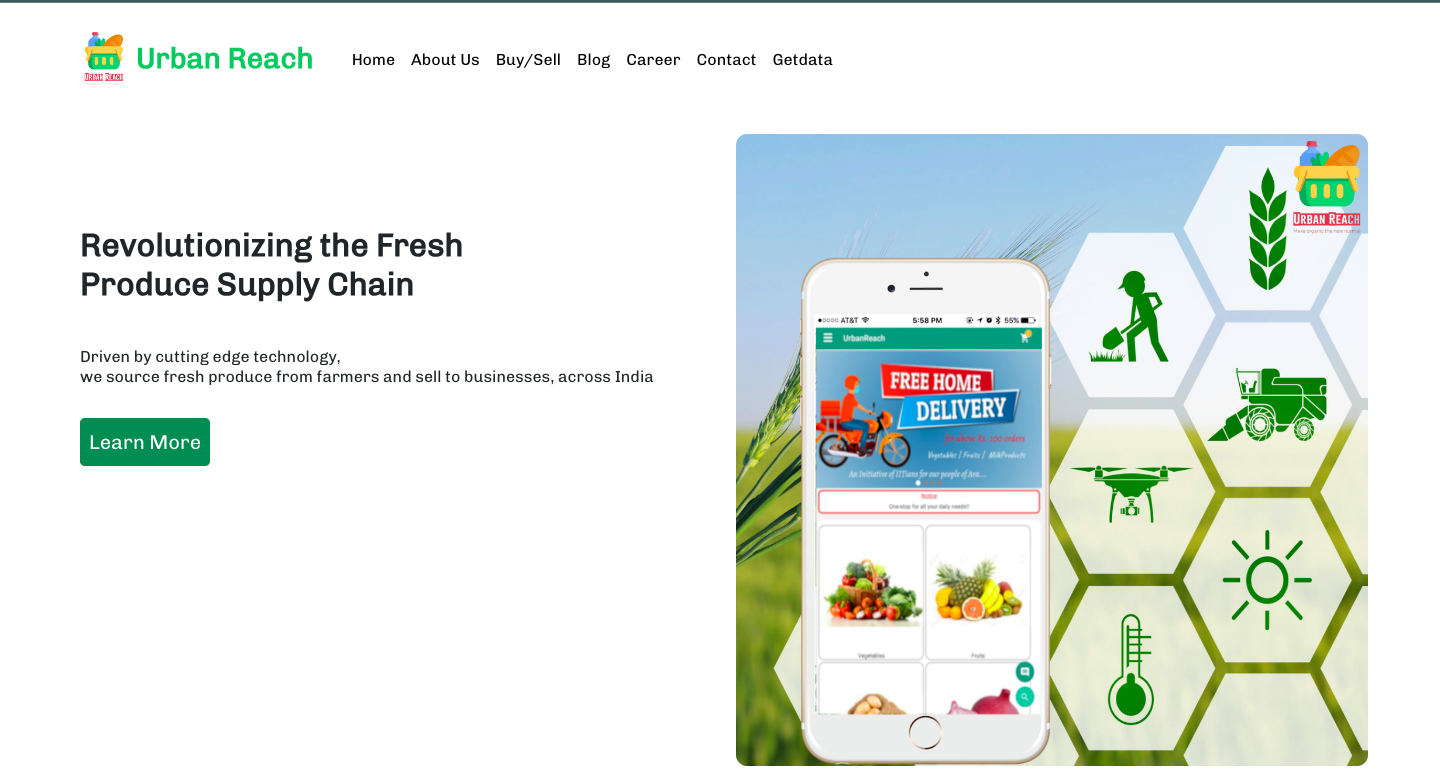 URBAN REACH
Urban Reach
Home About Us Buy/Sell Blog Career Contact Getdata
Revolutionizing the Fresh
Produce Supply Chain
Driven by cutting edge technology,
we source fresh produce from farmers and sell to businesses, across India
Learn More
URBAN REACH
Make organic the new normal
AT&T 5:58 PM 55%
UrbanReach
FREE HOME
DELIVERY
for above Rs. 100 orders
Vegetables / Fruits / MilkProducts
An Initiative of IITians for our people of Ara....
Notice
One-stop for all your daily needs!!
Vegetables Fruits